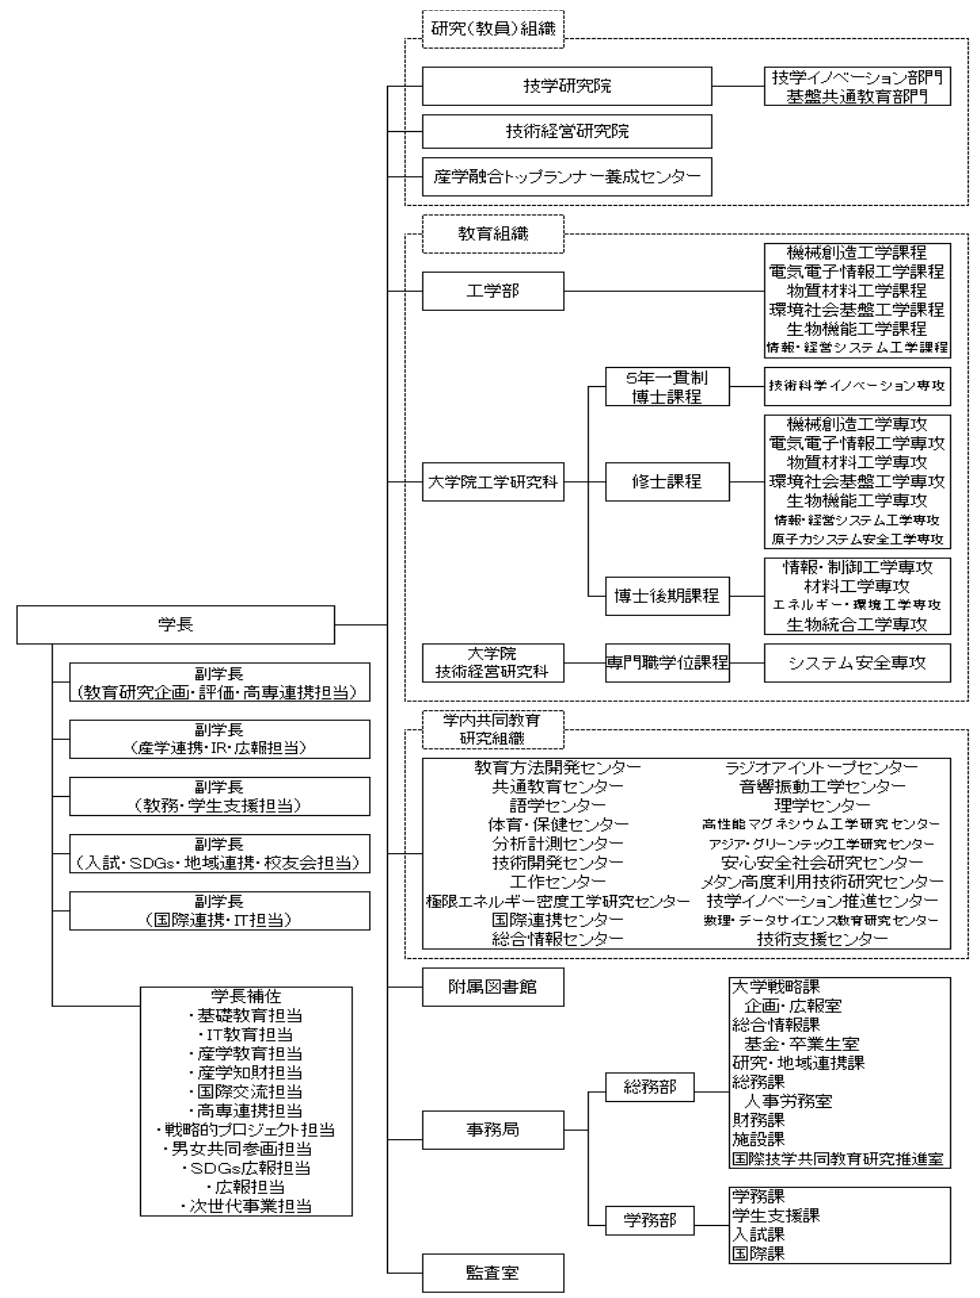 研究(教員)組織
技学研究院
技学イノベーション部門
基盤共通教育部門
技術経営研究院
産学融合トップランナー養成センター
教育組織
工学部
機械創造工学課程
電気電子情報工学課程
物質材料工学課程
環境社会基盤工学課程
生物機能工学課程
情報・経営システム工学課程
大学院工学研究科
5年一貫制
博士課程
技術科学イノベーション専攻
修士課程
機械創造工学専攻
電気電子情報工学専攻
物質材料工学専攻
環境社会基盤工学専攻
生物機能工学専攻
情報・経営システム工学専攻
原子力システム安全工学専攻
博士後期課程
情報・制御工学専攻
材料工学専攻
エネルギー・環境工学専攻
生物統合工学専攻
大学院
技術経営研究科
専門職学位課程
システム安全専攻
学長
副学長
(教育研究企画・評価・高専連携担当)
副学長
(産学連携・IR・広報担当)
副学長
(教務・学生支援担当)
副学長
(入試・SDGs・地域連携・校友会担当)
副学長
(国際連携・IT担当)
学長補佐
・基礎教育担当
・IT教育担当
・産学教育担当
・産学知財担当
・国際交流担当
・高専連携担当
・戦略的プロジェクト担当
・男女共同参画担当
・SDGs広報担当
・広報担当
・次世代事業担当
学内共同教育
研究組織
教育方法開発センター
共通教育センター
語学センター
体育・保健センター
分析計測センター
技術開発センター
工作センター
極限エネルギー密度工学研究センター
国際連携センター
総合情報センター
ラジオアイソトープセンター
音響振動工学センター
理学センター
高性能マグネシウム工学研究センター
アジア・グリーンテック工学研究センター
安心安全社会研究センター
メタン高度利用技術研究センター
技学イノベーション推進センター
数理・データサイエンス教育研究センター
技術支援センター
附属図書館
事務局
総務部
大学戦略課
企画・広報室
総合情報課
基金・卒業生室
研究・地域連携課
総務課
人事労務室
財務課
施設課
国際技学共同教育研究推進室
学務部
学務課
学生支援課
入試課
国際課
監査室